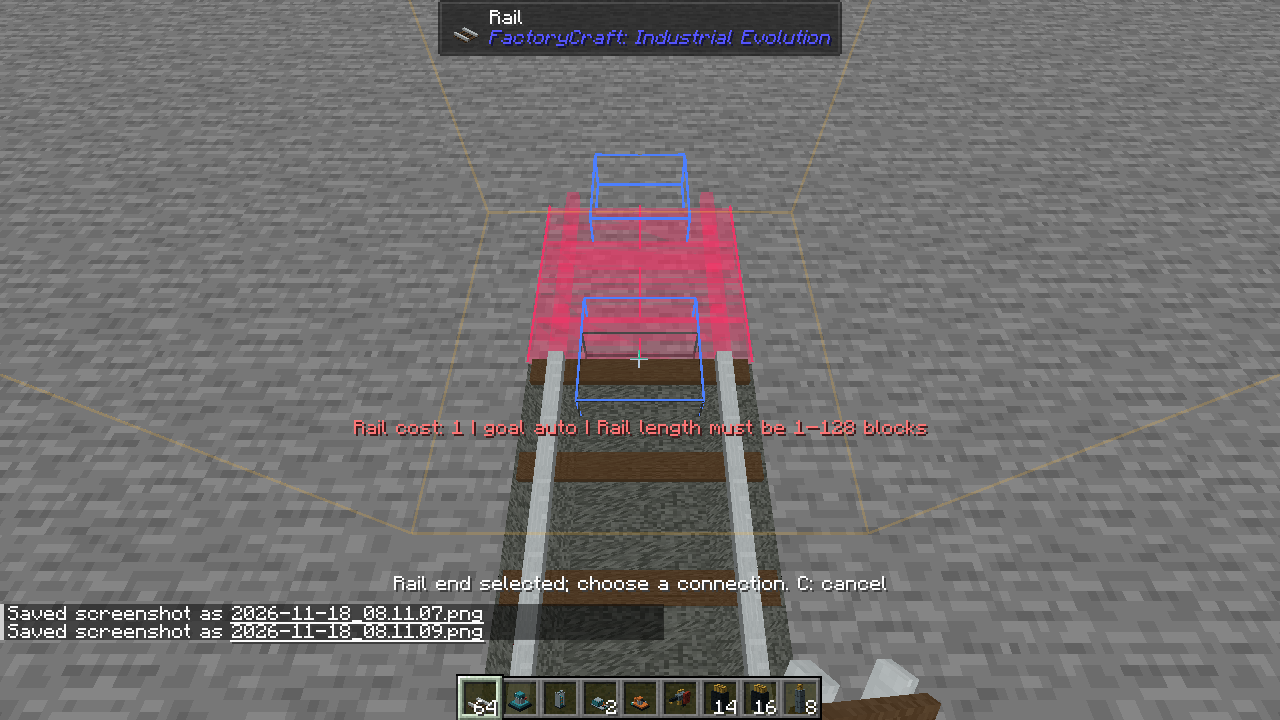 Rail
FactoryCraft: Industrial Evolution
Rail cost: 1 | goal auto | Rail length must be 1-128 blocks
Rail end selected; choose a connection. C: cancel
Saved screenshot as 2026-11-18_08.11.07.png
Saved screenshot as 2026-11-18_08.11.09.png
64 2 14 16 8